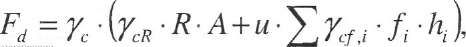 F_d = γ_c · (γ_cR · R · A + u · ∑ γ_cf,i · f_i · h_i),